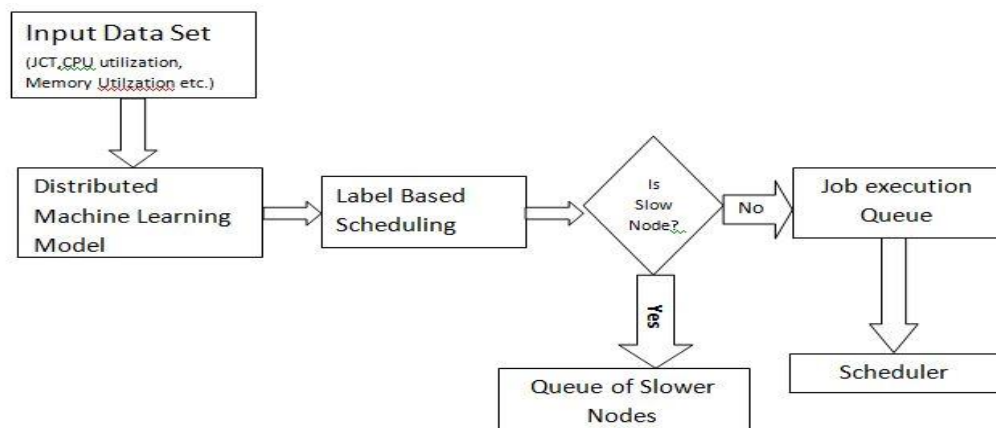 Input Data Set
(JCT,CPU utilization,
Memory Utilzation etc.)
Distributed
Machine Learning
Model
Label Based
Scheduling
Is
Slow
Node?
No
Job execution
Queue
Yes
Queue of Slower
Nodes
Scheduler